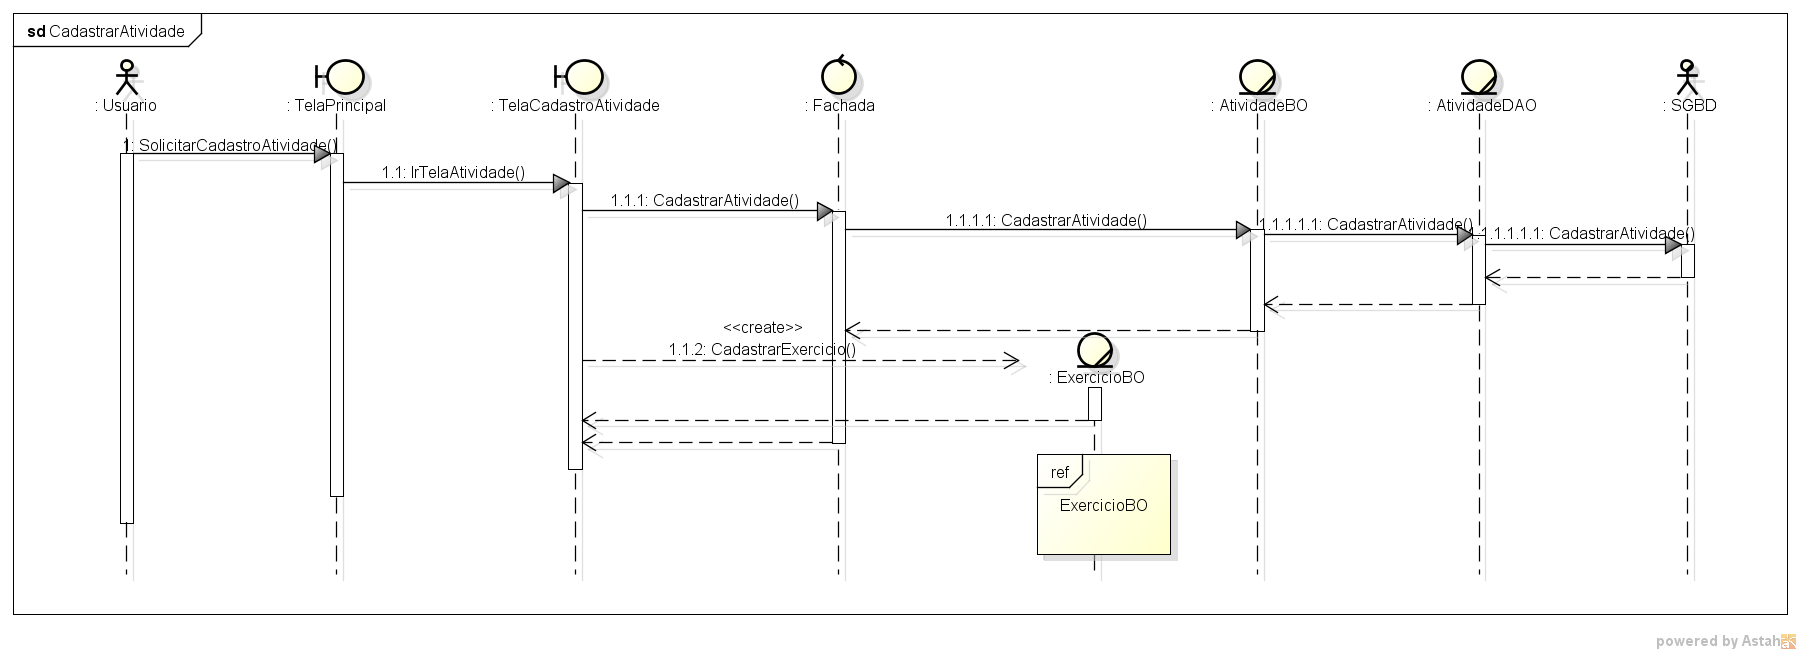 sd CadastrarAtividade
: Usuario
: TelaPrincipal
: TelaCadastroAtividade
: Fachada
: AtividadeBO
: AtividadeDAO
: SGBD
1: SolicitarCadastroAtividade()
1.1: IrTelaAtividade()
1.1.1: CadastrarAtividade()
1.1.1.1: CadastrarAtividade()
1.1.1.1.1: CadastrarAtividade()
1.1.1.1.1.1: CadastrarAtividade()
<<create>>
1.1.2: CadastrarExercicio()
: ExercicioBO
ref
ExercicioBO
powered by Astah